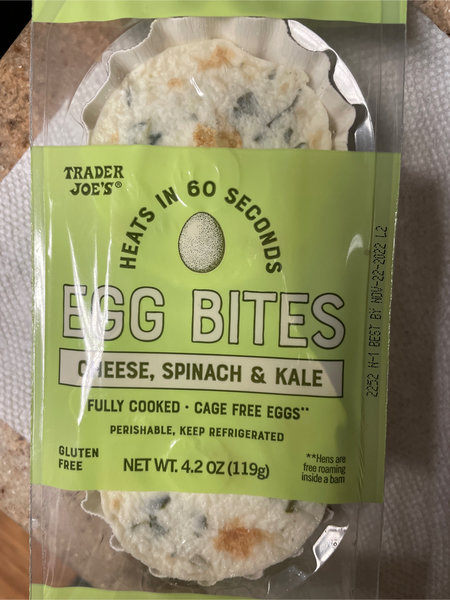 TRADER
JOE'S®
HEATS IN 60 SECONDS
EGG BITES
CHEESE, SPINACH & KALE
FULLY COOKED • CAGE FREE EGGS**
PERISHABLE, KEEP REFRIGERATED
GLUTEN
FREE
NET WT. 4.2 OZ (119g)
**Hens are
free roaming
inside a barn
2252 N-1 BEST BY NOV-22-2022 L2